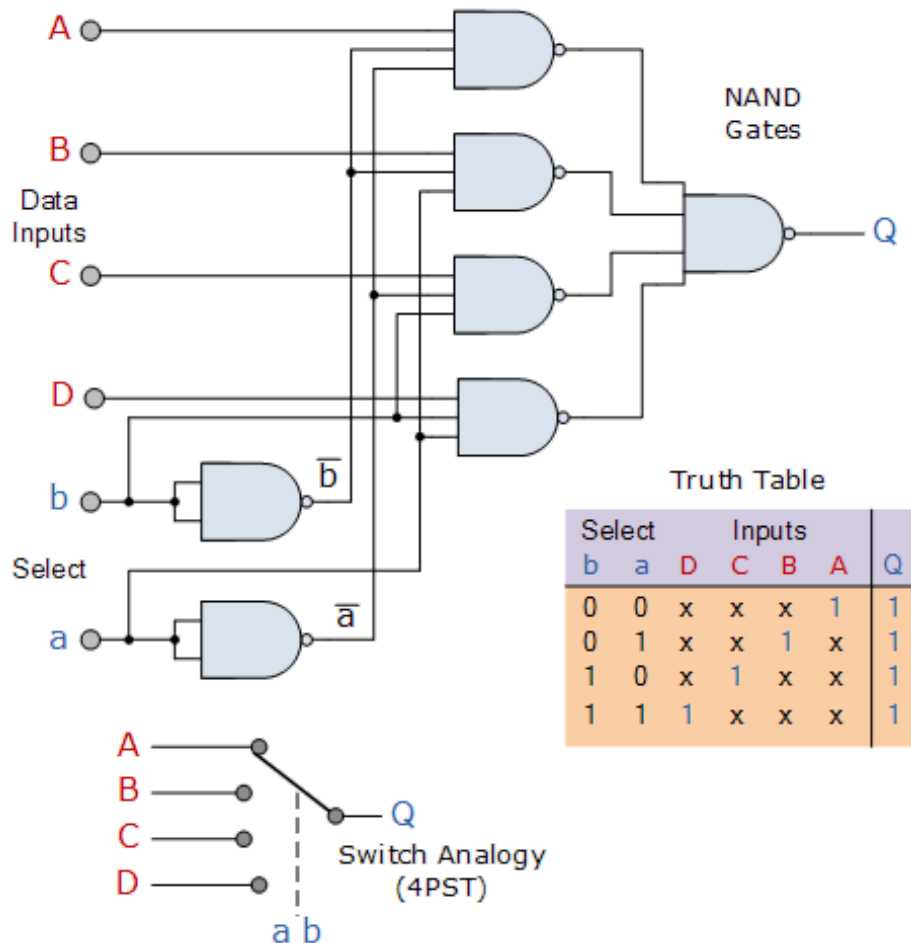 A
NAND
Gates
B
Data
Inputs
Q
C
D
b̅
b
Select
a̅
a
Truth Table
Select Inputs
b a D C B A Q
0 0 x x x 1 1
0 1 x x 1 x 1
1 0 x 1 x x 1
1 1 1 x x x 1
A
B
Q
C
Switch Analogy
(4PST)
D
a b